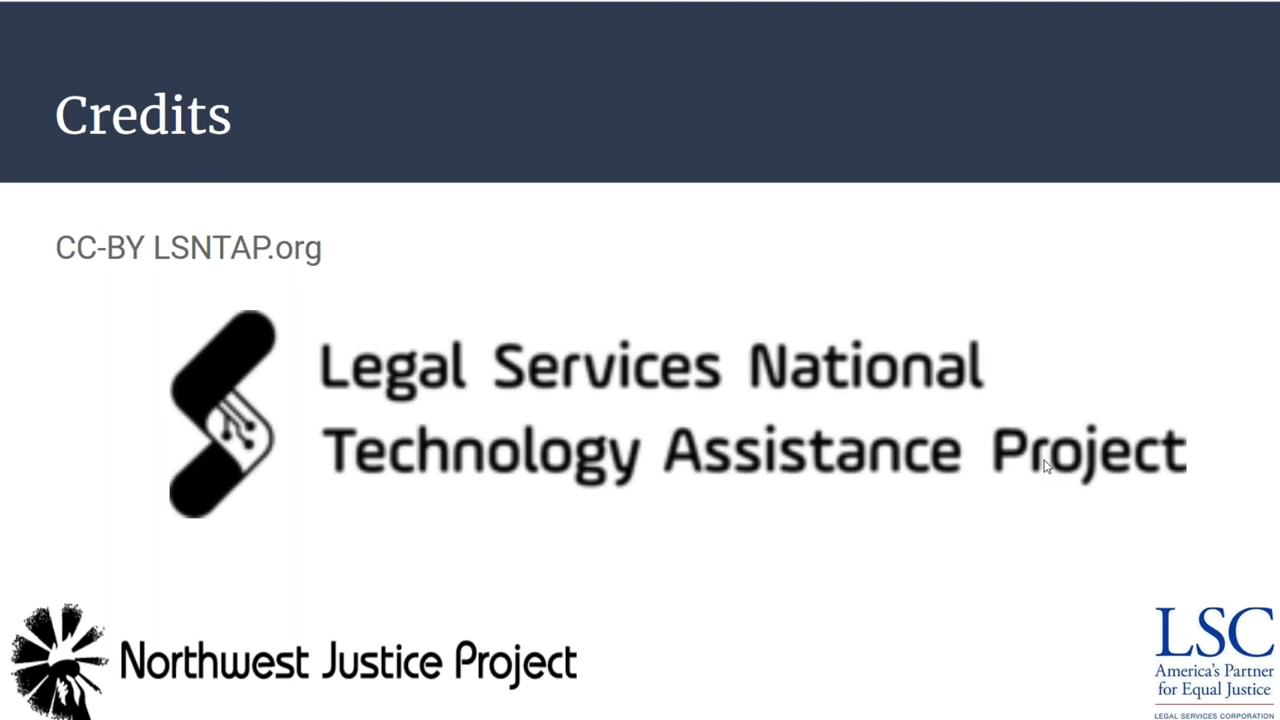 Credits
CC-BY LSNTAP.org
Legal Services National
Technology Assistance Project
Northwest Justice Project
LSC
America's Partner
for Equal Justice
LEGAL SERVICES CORPORATION